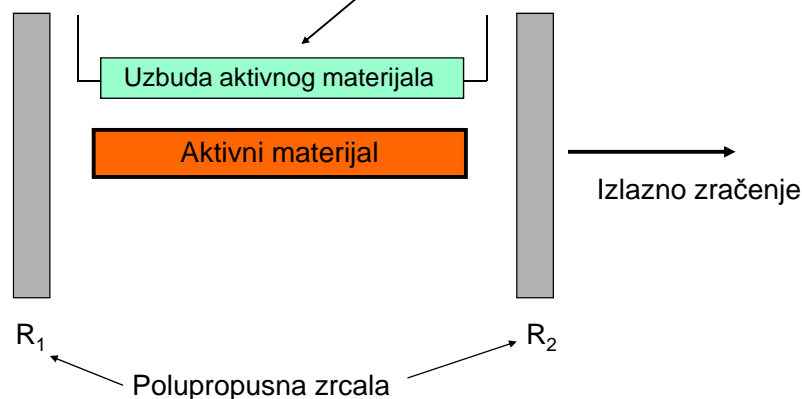 Uzbuda aktivnog materijala
Aktivni materijal
Izlazno zračenje
R₁
R₂
Polupropusna zrcala